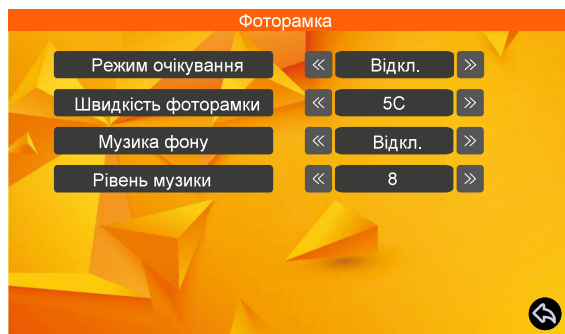 Фоторамка
Режим очікування Відкл.
Швидкість фоторамки 5С
Музика фону Відкл.
Рівень музики 8